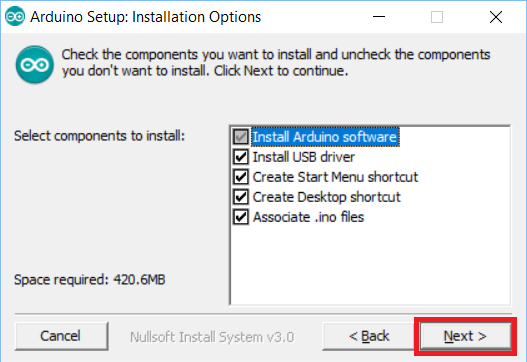 Arduino Setup: Installation Options
Check the components you want to install and uncheck the components
you don't want to install. Click Next to continue.
Select components to install:
Install Arduino software
Install USB driver
Create Start Menu shortcut
Create Desktop shortcut
Associate .ino files
Space required: 420.6MB
Cancel
Nullsoft Install System v3.0
< Back
Next >